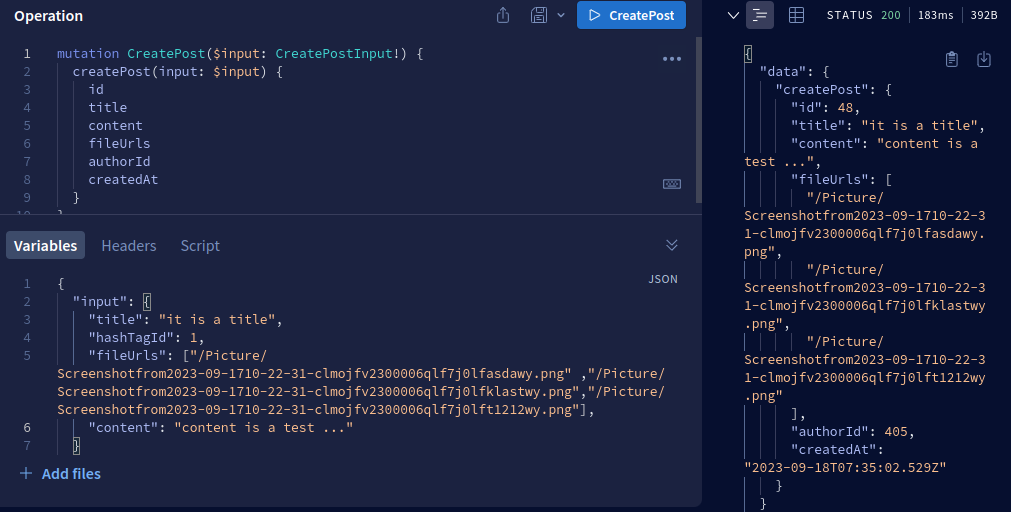 Operation
CreatePost
1 mutation CreatePost($input: CreatePostInput!) {
2 createPost(input: $input) {
3 id
4 title
5 content
6 fileUrls
7 authorId
8 createdAt
9 }
10 }
Variables Headers Script
JSON
1 {
2 "input": {
3 "title": "it is a title",
4 "hashTagId": 1,
5 "fileUrls": ["/Picture/
Screenshotfrom2023-09-1710-22-31-clmojfv2300006qlf7j0lfasdawy.png" ,"/Picture/
Screenshotfrom2023-09-1710-22-31-clmojfv2300006qlf7j0lfklastwy.png","/Picture/
Screenshotfrom2023-09-1710-22-31-clmojfv2300006qlf7j0lft1212wy.png"],
6 "content": "content is a test ..."
7 }
+ Add files
STATUS 200 183ms 392B
{
"data": {
"createPost": {
"id": 48,
"title": "it is a title",
"content": "content is a
test ...",
"fileUrls": [
"/Picture/
Screenshotfrom2023-09-1710-22-3
1-clmojfv2300006qlf7j0lfasdawy.
png",
"/Picture/
Screenshotfrom2023-09-1710-22-3
1-clmojfv2300006qlf7j0lfklastwy
.png",
"/Picture/
Screenshotfrom2023-09-1710-22-3
1-clmojfv2300006qlf7j0lft1212wy
.png"
],
"authorId": 405,
"createdAt":
"2023-09-18T07:35:02.529Z"
}
}